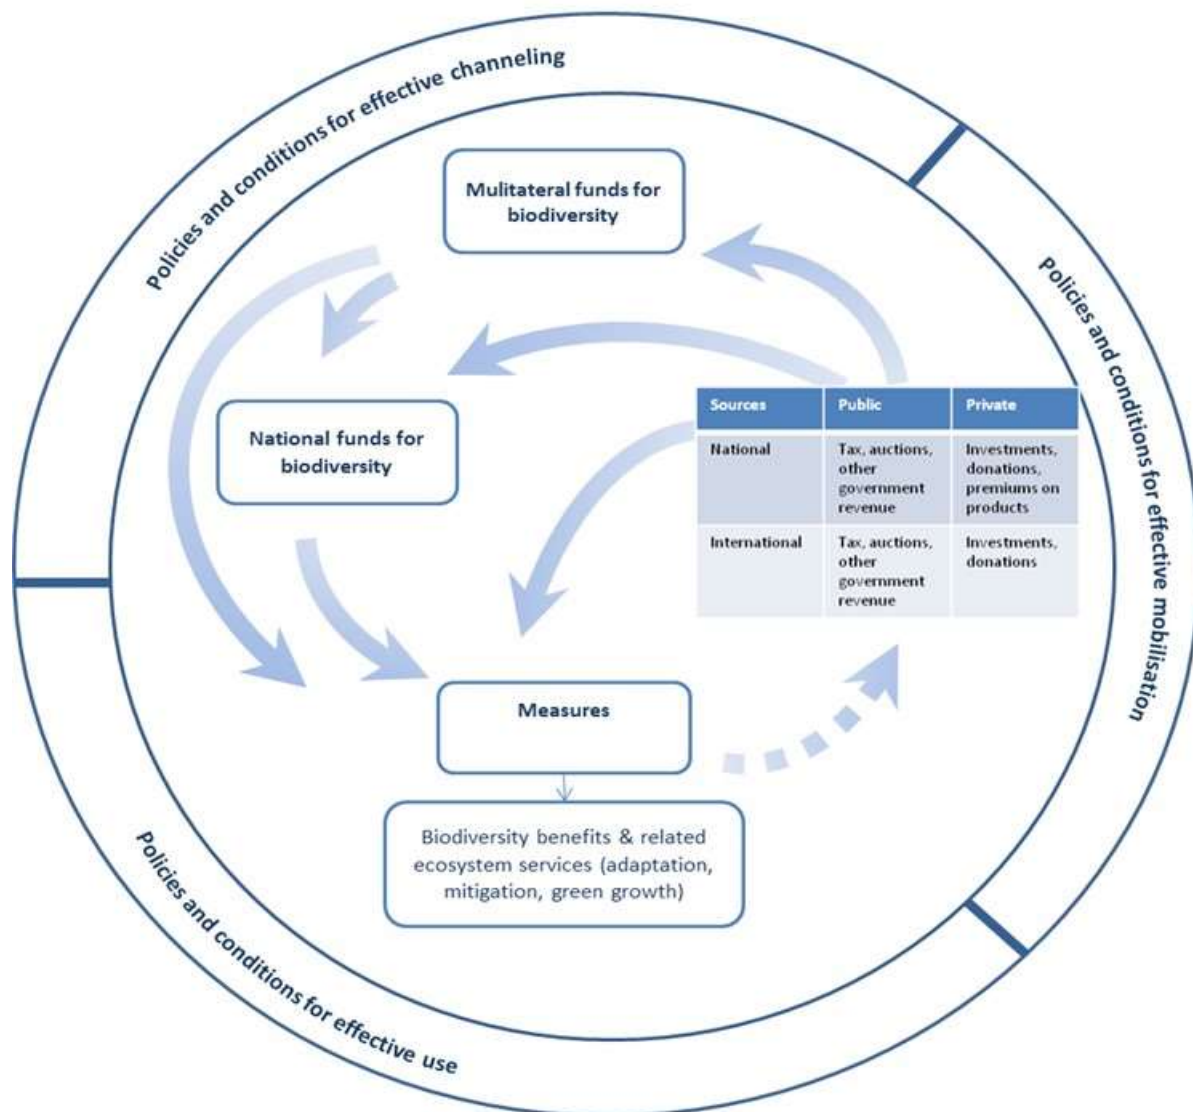 Policies and conditions for effective channeling
Mulitateral funds for
biodiversity
Policies and conditions for effective mobilisation
National funds for
biodiversity
Sources Public Private
National Tax, auctions, Investments,
other donations,
government premiums on
revenue products
International Tax, auctions, Investments,
other donations
government
revenue
Measures
Biodiversity benefits & related
ecosystem services (adaptation,
mitigation, green growth)
Policies and conditions for effective use